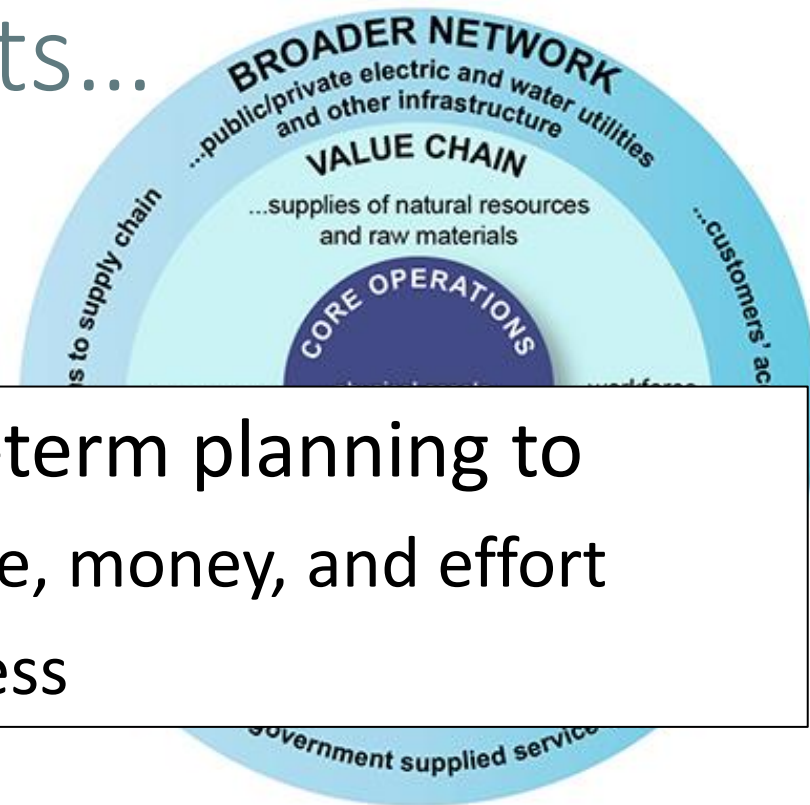 ts...
BROADER NETWORK
...public/private electric and water utilities
and other infrastructure
VALUE CHAIN
...supplies of natural resources
and raw materials
CORE OPERATIONS
s to supply chain
...customers' ac
-term planning to
e, money, and effort
ess
government supplied service